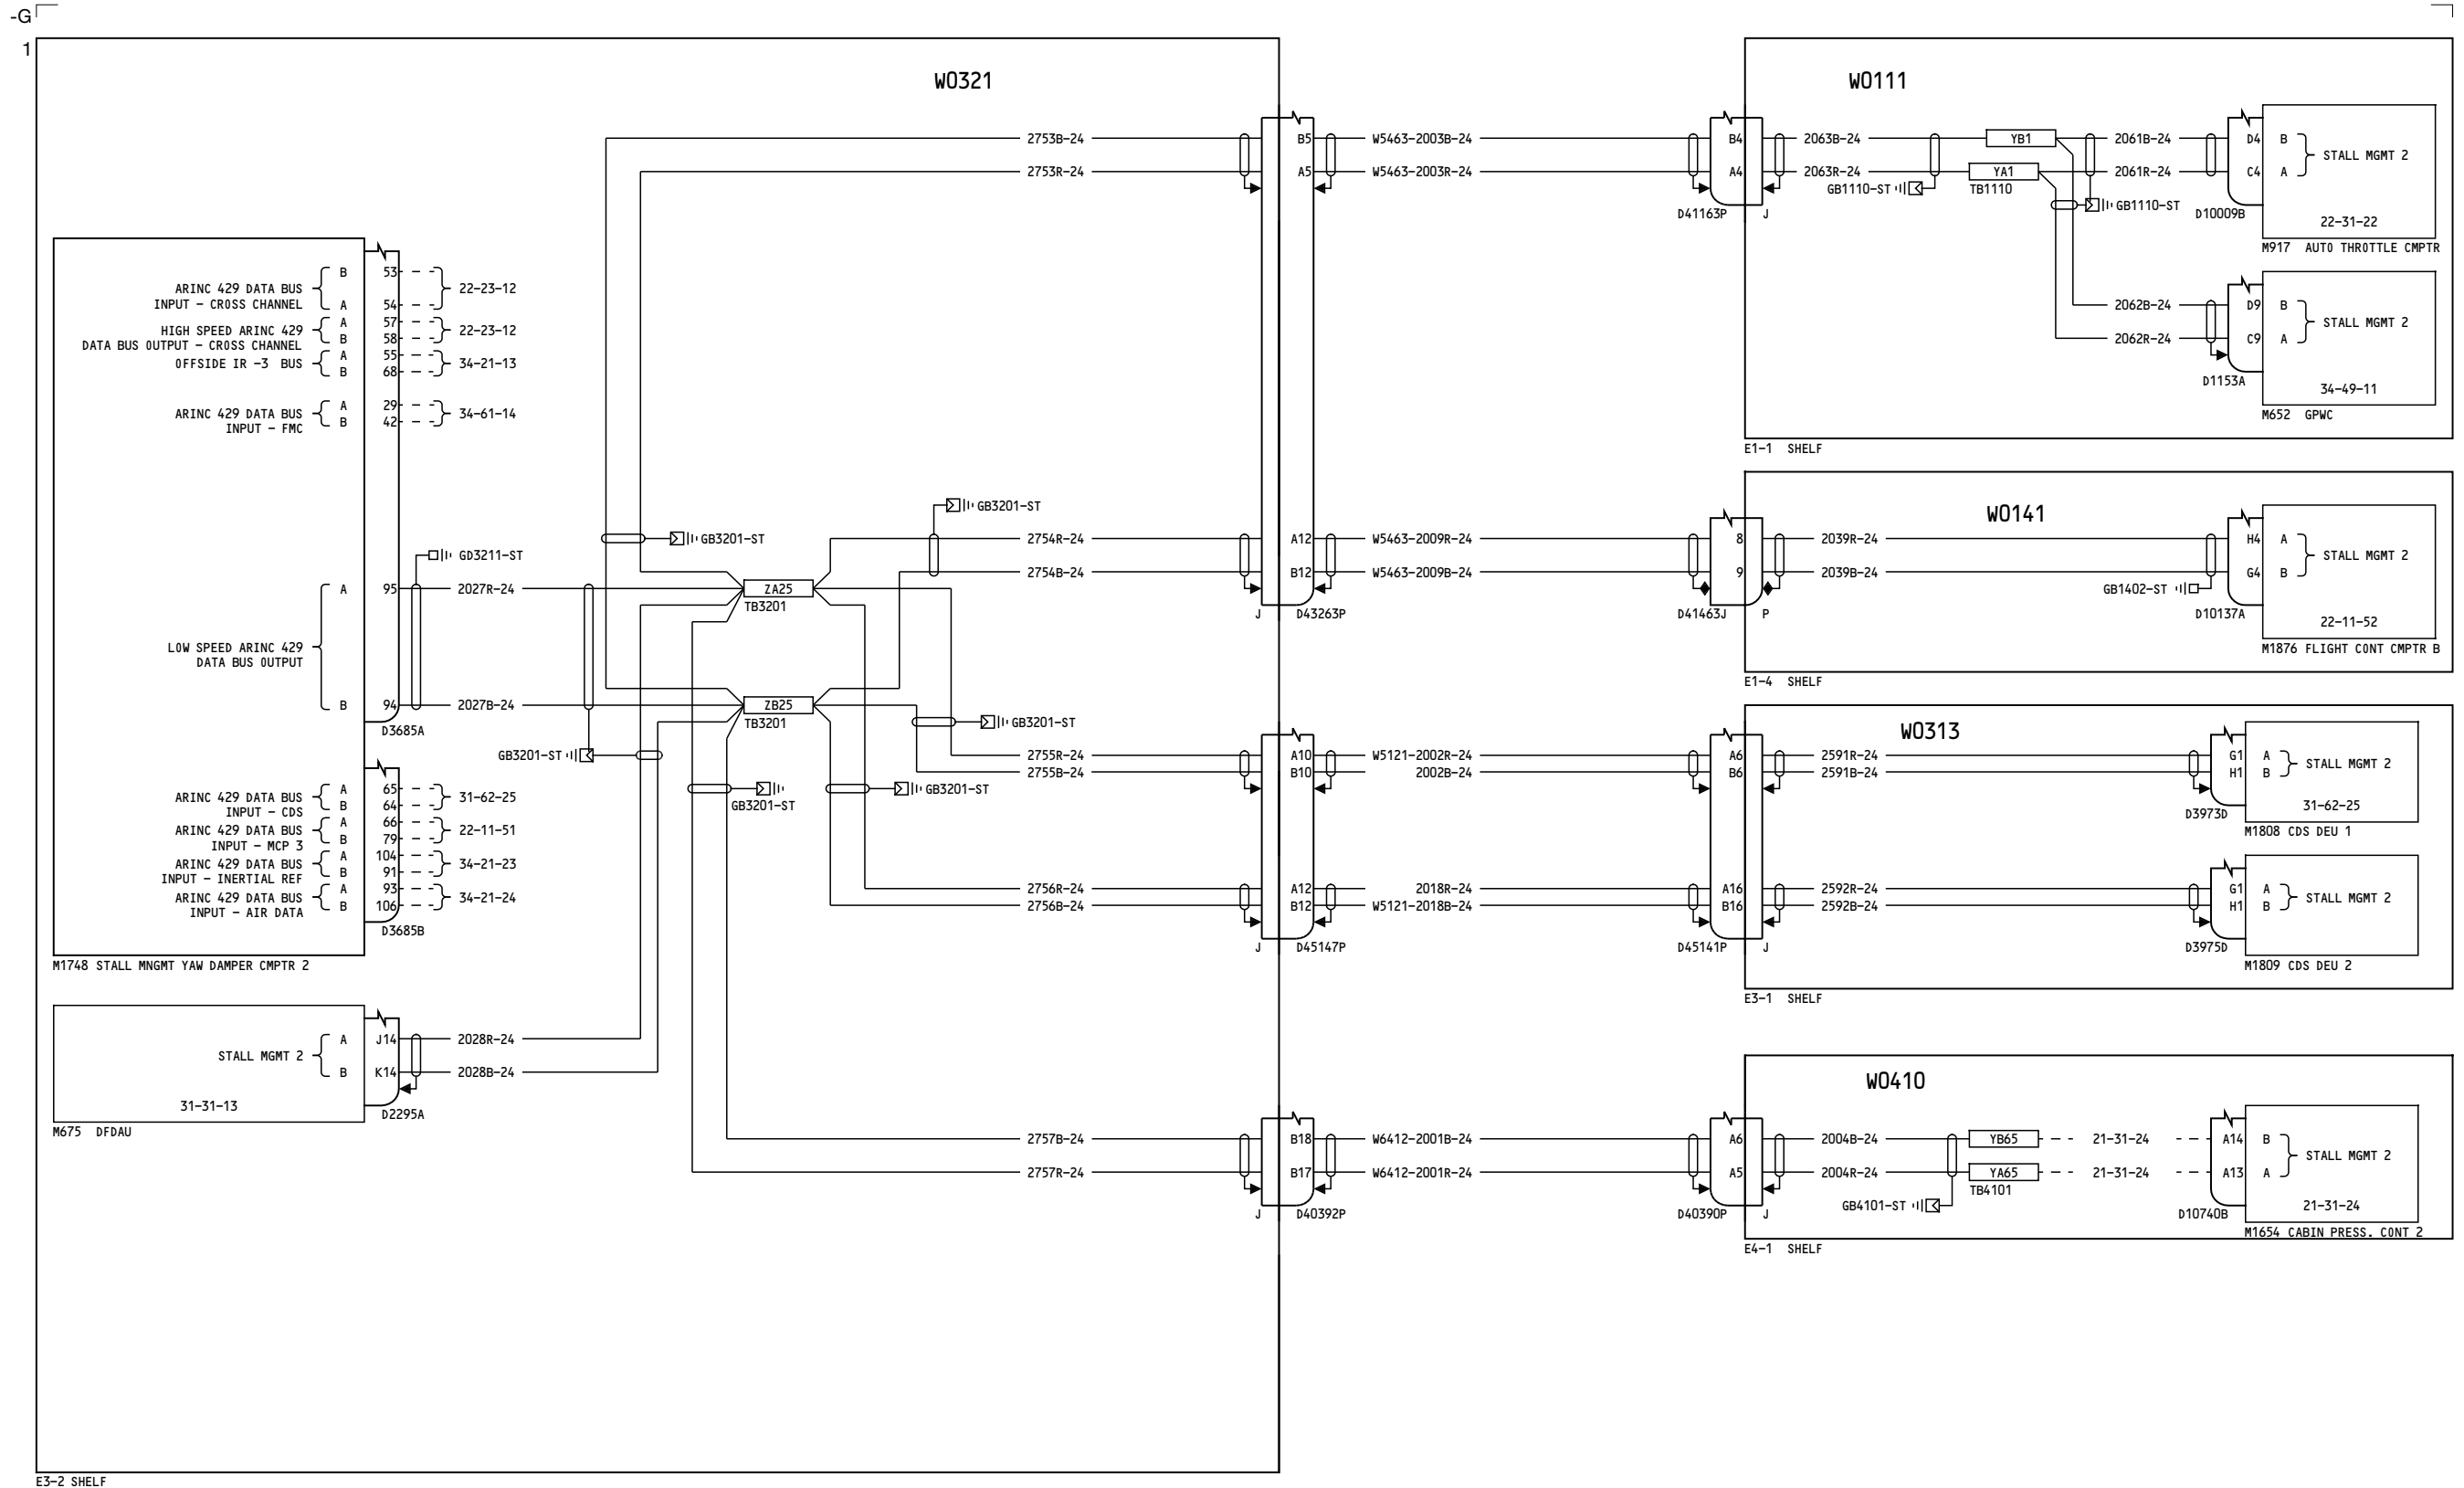 -G
1
W0321
W0111
2753B-24
B5
W5463-2003B-24
B4
2063B-24
YB1
2061B-24
D4
B
STALL MGMT 2
2753R-24
A5
W5463-2003R-24
A4
2063R-24
YA1
2061R-24
C4
A
GB1110-ST
TB1110
GB1110-ST
D41163P
J
D10009B
22-31-22
M917 AUTO THROTTLE CMPTR
2062B-24
D9
B
STALL MGMT 2
2062R-24
C9
A
D1153A
34-49-11
M652 GPWC
E1-1 SHELF
B
53
ARINC 429 DATA BUS
22-23-12
INPUT - CROSS CHANNEL
A
54
A
57
HIGH SPEED ARINC 429
22-23-12
B
58
DATA BUS OUTPUT - CROSS CHANNEL
A
55
OFFSIDE IR -3 BUS
34-21-13
B
68
A
29
ARINC 429 DATA BUS
34-61-14
B
42
INPUT - FMC
GB3201-ST
GB3201-ST
GD3211-ST
A
95
2027R-24
ZA25
TB3201
LOW SPEED ARINC 429
DATA BUS OUTPUT
B
94
2027B-24
ZB25
TB3201
D3685A
GB3201-ST
GB3201-ST
GB3201-ST
GB3201-ST
2754R-24
A12
W5463-2009R-24
8
2039R-24
H4
A
W0141
STALL MGMT 2
2754B-24
B12
W5463-2009B-24
9
2039B-24
G4
B
GB1402-ST
J
D43263P
D41463J
P
D10137A
22-11-52
M1876 FLIGHT CONT CMPTR B
E1-4 SHELF
W0313
2755R-24
A10
W5121-2002R-24
A6
2591R-24
G1
A
STALL MGMT 2
2755B-24
B10
2002B-24
B6
2591B-24
H1
B
31-62-25
D3973D
M1808 CDS DEU 1
2756R-24
A12
2018R-24
A16
2592R-24
G1
A
STALL MGMT 2
2756B-24
B12
W5121-2018B-24
B16
2592B-24
H1
B
J
D45147P
D45141P
J
D3975D
M1809 CDS DEU 2
E3-1 SHELF
A
65
ARINC 429 DATA BUS
31-62-25
B
64
INPUT - CDS
A
66
ARINC 429 DATA BUS
22-11-51
B
79
INPUT - MCP 3
A
104
ARINC 429 DATA BUS
34-21-23
B
91
INPUT - INERTIAL REF
A
93
ARINC 429 DATA BUS
34-21-24
B
106
INPUT - AIR DATA
D3685B
M1748 STALL MNGMT YAW DAMPER CMPTR 2
A
J14
2028R-24
STALL MGMT 2
B
K14
2028B-24
31-31-13
D2295A
M675 DFDAU
W0410
2757B-24
B18
W6412-2001B-24
A6
2004B-24
YB65
21-31-24
A14
B
STALL MGMT 2
2757R-24
B17
W6412-2001R-24
A5
2004R-24
YA65
21-31-24
A13
A
TB4101
GB4101-ST
J
D40392P
D40390P
J
D10740B
21-31-24
M1654 CABIN PRESS. CONT 2
E4-1 SHELF
E3-2 SHELF